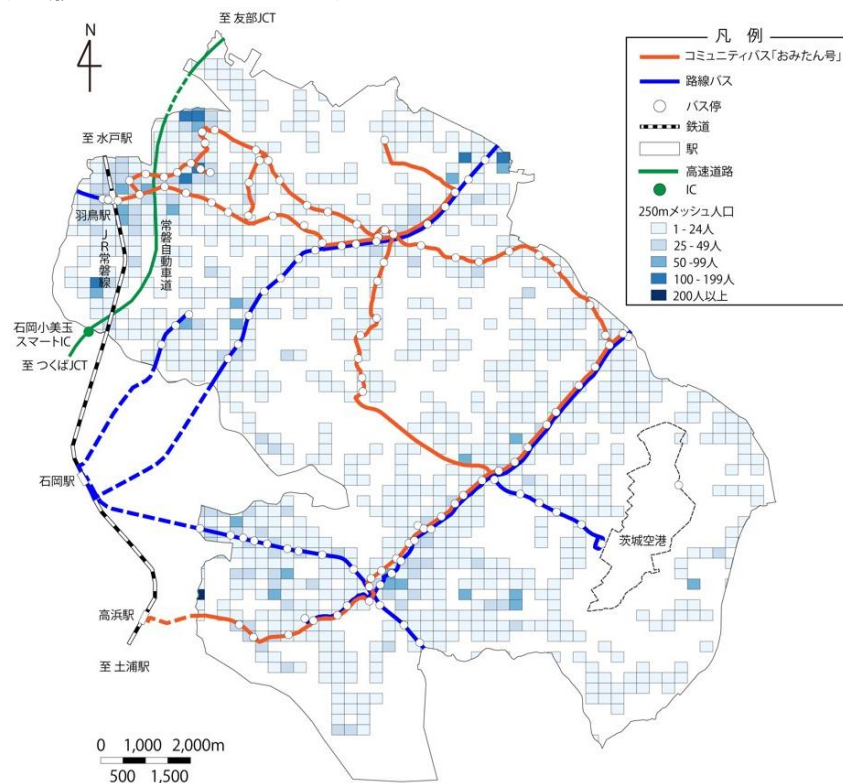 至 友部JCT
N
至 水戸駅
羽鳥駅
JR常磐線
常磐自動車道
石岡小美玉
スマートIC
至 つくばJCT
石岡駅
高浜駅
至 土浦駅
茨城空港
0 1,000 2,000m
500 1,500
凡 例
コミュニティバス「おみたん号」
路線バス
バス停
鉄道
駅
高速道路
IC
250mメッシュ人口
1 - 24人
25 - 49人
50 -99人
100 - 199人
200人以上